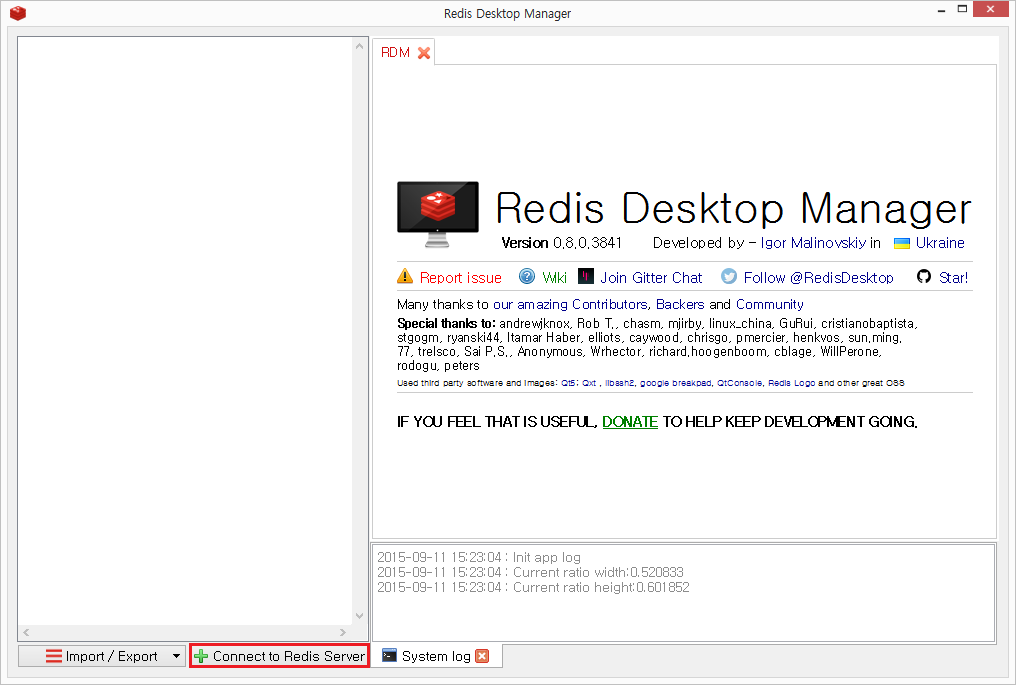 Redis Desktop Manager
RDM
Redis Desktop Manager
Version 0.8.0.3841 Developed by - Igor Malinovskiy in Ukraine
Report issue Wiki Join Gitter Chat Follow @RedisDesktop Star!
Many thanks to our amazing Contributors, Backers and Community
Special thanks to: andrewjknox, Rob T., chasm, mjirby, linux_china, GuRui, cristianobaptista,
stgogm, ryanski44, Itamar Haber, elliots, caywood, chrisgo, pmercier, henkvos, sun.ming.
77, trelsco, Sai P.S., Anonymous, Wrhector, richard.hoogenboom, cblage, WillPerone,
rodogu, peters
Used third party software and images: Qt5; Qxt , libssh2, google breakpad, QtConsole, Redis Logo and other great OSS
IF YOU FEEL THAT IS USEFUL, DONATE TO HELP KEEP DEVELOPMENT GOING.
2015-09-11 15:23:04 : Init app log
2015-09-11 15:23:04 : Current ratio width:0.520833
2015-09-11 15:23:04 : Current ratio height:0.601852
Import / Export Connect to Redis Server System log